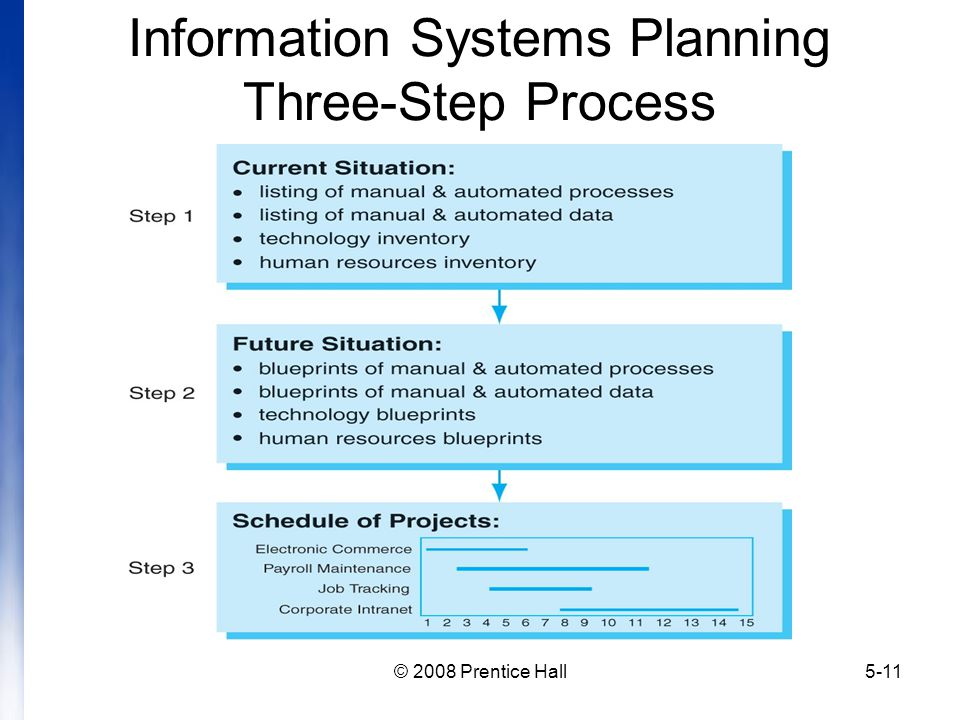 Information Systems Planning
Three-Step Process
Step 1
Current Situation:
• listing of manual & automated processes
• listing of manual & automated data
• technology inventory
• human resources inventory
Step 2
Future Situation:
• blueprints of manual & automated processes
• blueprints of manual & automated data
• technology blueprints
• human resources blueprints
Step 3
Schedule of Projects:
Electronic Commerce
Payroll Maintenance
Job Tracking
Corporate Intranet
1 2 3 4 5 6 7 8 9 10 11 12 13 14 15
© 2008 Prentice Hall
5-11